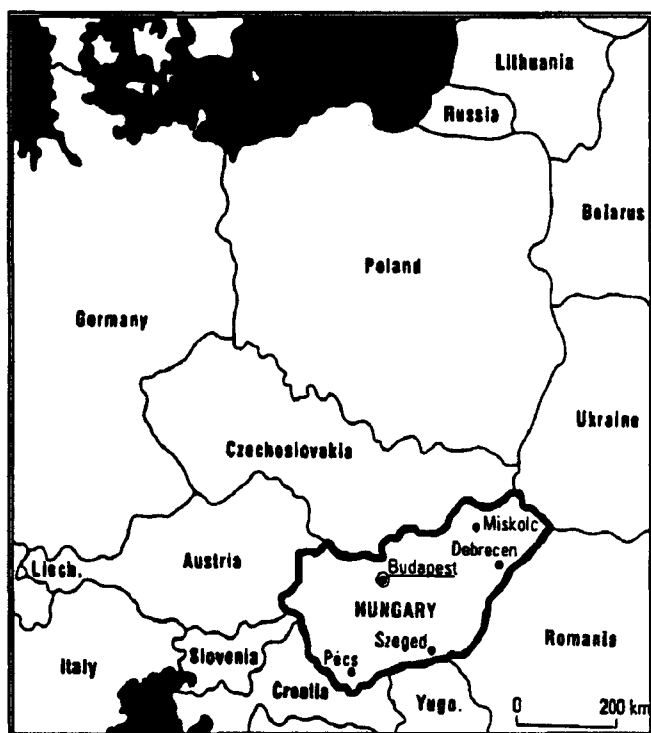 Lithuania
Russia
Belarus
Poland
Germany
Ukraine
Czechoslovakia
Miskolc
Debrecen
Liech.
Austria
Budapest
HUNGARY
Szeged
Romania
Italy
Slovenia
Pécs
Croatia
Yugo.
0 200 km